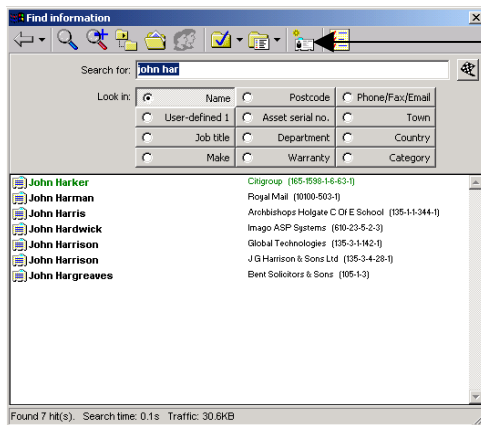 Find information
Search for: john har
Look in: Name Postcode Phone/Fax/Email
User-defined 1 Asset serial no. Town
Job title Department Country
Make Warranty Category
John Harker Citigroup (165-1598-1-6-63-1)
John Harman Royal Mail (10100-503-1)
John Harris Archbishops Holgate C Of E School (135-1-1-344-1)
John Hardwick Imago ASP Systems (610-23-5-2-3)
John Harrison Global Technologies (135-3-1-142-1)
John Harrison J G Harrison & Sons Ltd (135-3-4-28-1)
John Hargreaves Bent Solicitors & Sons (105-1-3)
Found 7 hit(s). Search time: 0.1s Traffic: 30.6KB